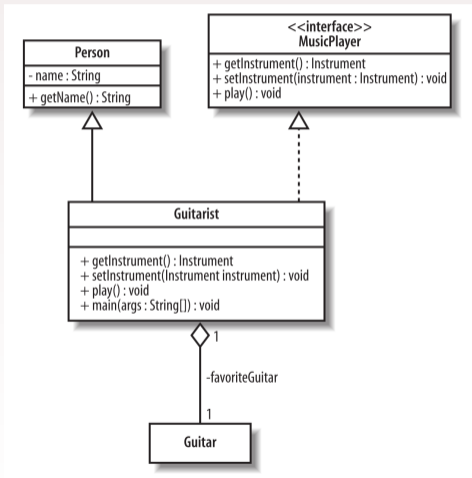 Person
- name : String
+ getName() : String
<<interface>>
MusicPlayer
+ getInstrument() : Instrument
+ setInstrument(instrument : Instrument) : void
+ play() : void
Guitarist
+ getInstrument() : Instrument
+ setInstrument(Instrument instrument) : void
+ play() : void
+ main(args : String[]) : void
1
-favoriteGuitar
1
Guitar